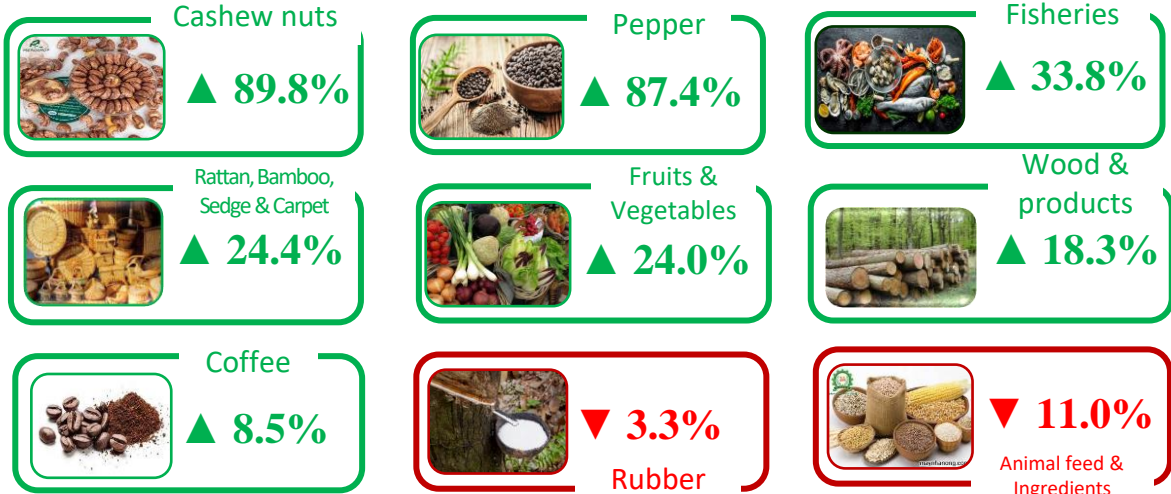 Cashew nuts
▲ 89.8%
Pepper
▲ 87.4%
Fisheries
▲ 33.8%
Rattan, Bamboo,
Sedge & Carpet
▲ 24.4%
Fruits &
Vegetables
▲ 24.0%
Wood &
products
▲ 18.3%
Coffee
▲ 8.5%
▼ 3.3%
Rubber
▼ 11.0%
Animal feed &
Ingredients